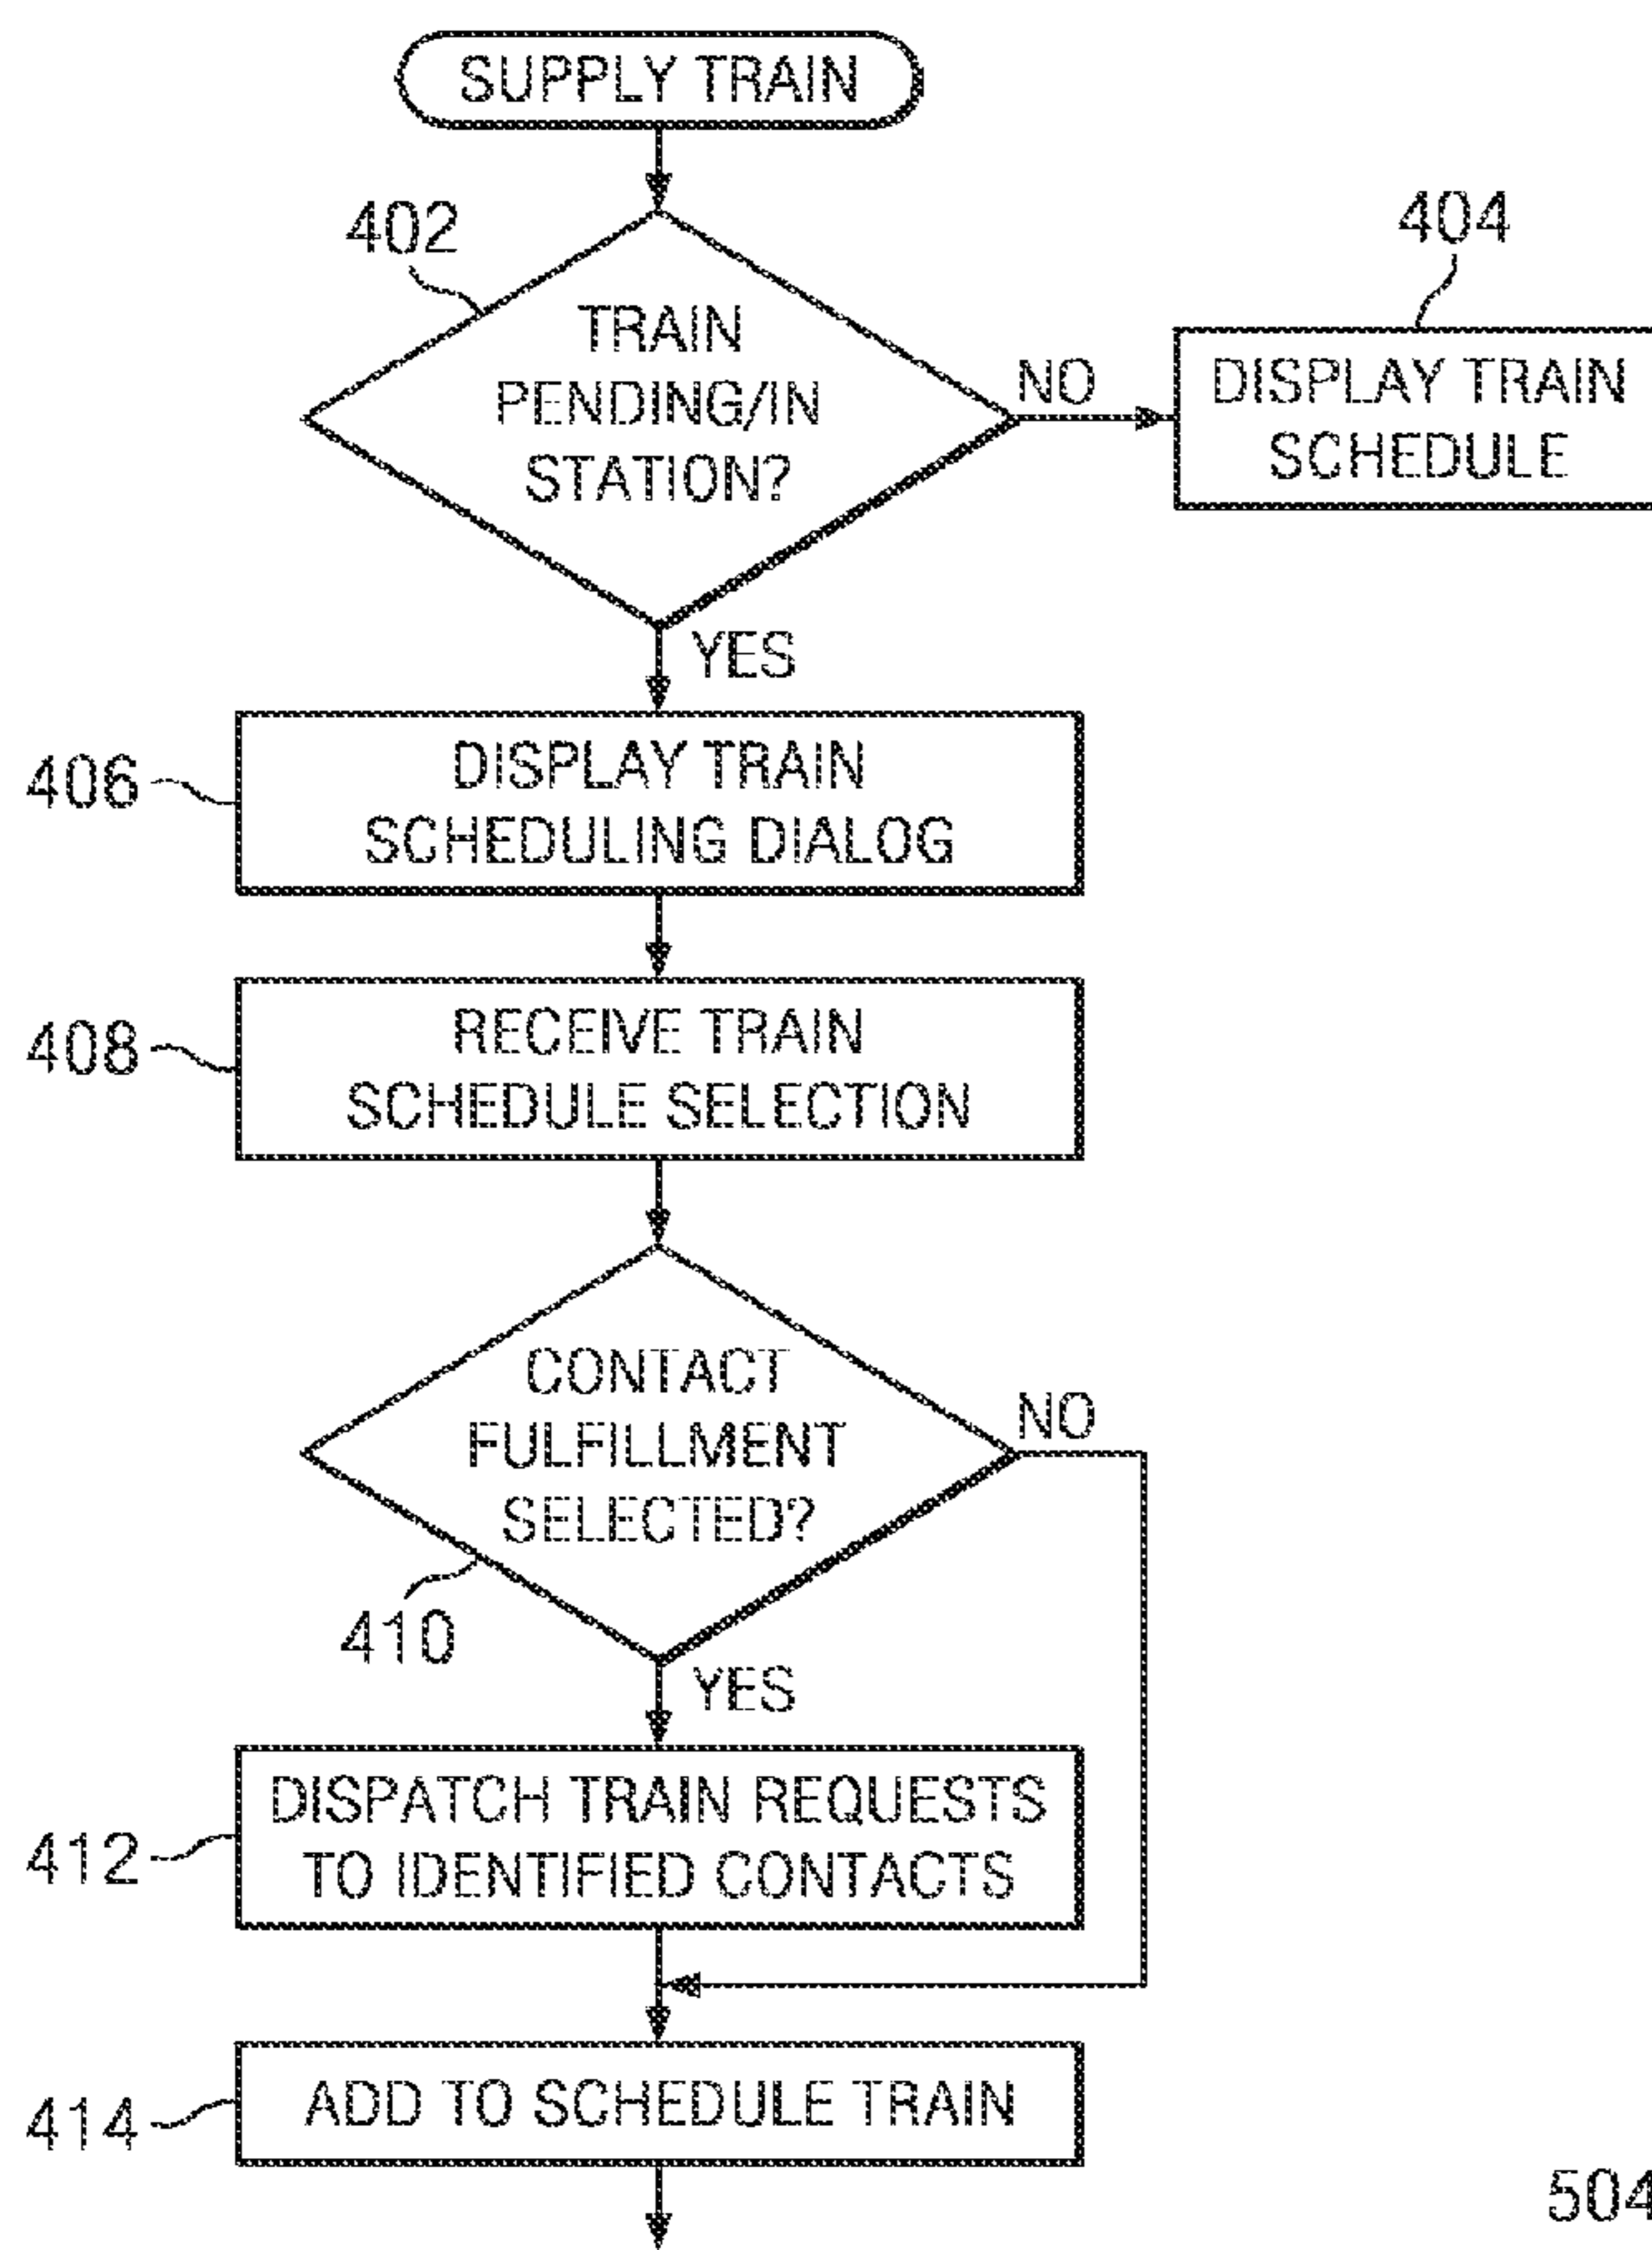 SUPPLY TRAIN
402
404
TRAIN
PENDING/IN
STATION?
NO
DISPLAY TRAIN
SCHEDULE
YES
406
DISPLAY TRAIN
SCHEDULING DIALOG
408
RECEIVE TRAIN
SCHEDULE SELECTION
CONTACT
FULFILLMENT
SELECTED?
NO
410
YES
412
DISPATCH TRAIN REQUESTS
TO IDENTIFIED CONTACTS
414
ADD TO SCHEDULE TRAIN
504